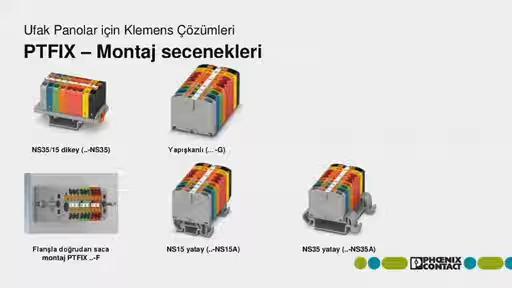 Ufak Panolar için Klemens Çözümleri
PTFIX – Montaj secenekleri
NS35/15 dikey (..-NS35)
Yapışkanlı (... -G)
Flanşla doğrudan saca
montaj PTFIX ..-F
NS15 yatay (..-NS15A)
NS35 yatay (..-NS35A)
PHOENIX
CONTACT